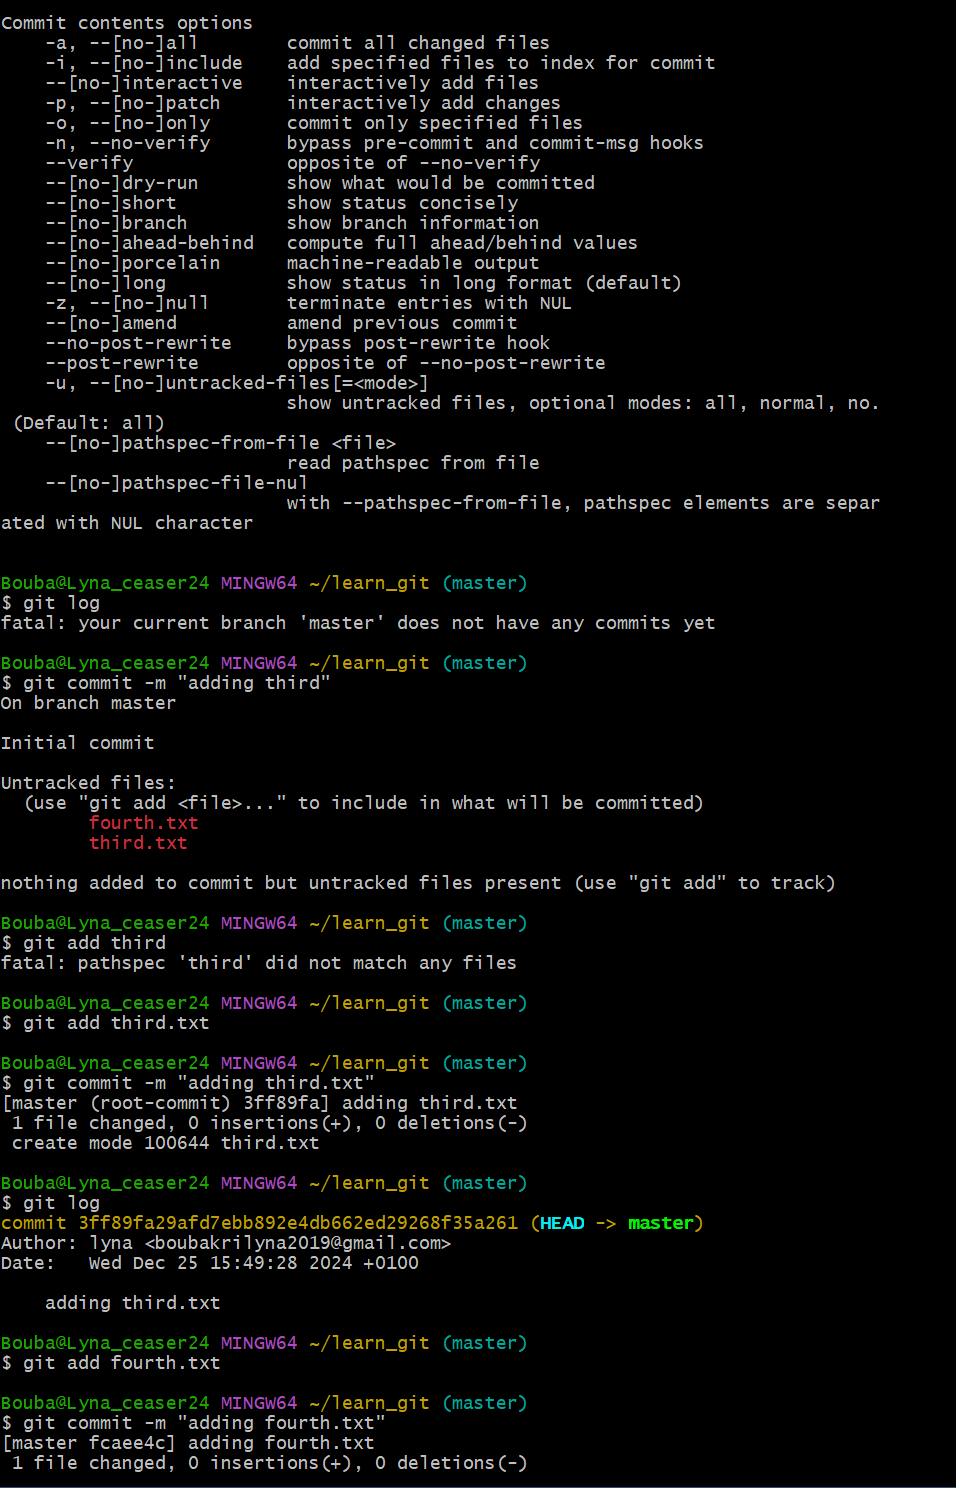 Commit contents options
    -a, --[no-]all        commit all changed files
    -i, --[no-]include    add specified files to index for commit
    --[no-]interactive    interactively add files
    -p, --[no-]patch      interactively add changes
    -o, --[no-]only       commit only specified files
    -n, --no-verify       bypass pre-commit and commit-msg hooks
    --verify              opposite of --no-verify
    --[no-]dry-run        show what would be committed
    --[no-]short          show status concisely
    --[no-]branch         show branch information
    --[no-]ahead-behind   compute full ahead/behind values
    --[no-]porcelain      machine-readable output
    --[no-]long           show status in long format (default)
    -z, --[no-]null       terminate entries with NUL
    --[no-]amend          amend previous commit
    --no-post-rewrite     bypass post-rewrite hook
    --post-rewrite        opposite of --no-post-rewrite
    -u, --[no-]untracked-files[=<mode>]
                          show untracked files, optional modes: all, normal, no.
 (Default: all)
    --[no-]pathspec-from-file <file>
                          read pathspec from file
    --[no-]pathspec-file-nul
                          with --pathspec-from-file, pathspec elements are separ
ated with NUL character

Bouba@Lyna_ceaser24 MINGW64 ~/learn_git (master)
$ git log
fatal: your current branch 'master' does not have any commits yet

Bouba@Lyna_ceaser24 MINGW64 ~/learn_git (master)
$ git commit -m "adding third"
On branch master

Initial commit

Untracked files:
  (use "git add <file>..." to include in what will be committed)
        fourth.txt
        third.txt

nothing added to commit but untracked files present (use "git add" to track)

Bouba@Lyna_ceaser24 MINGW64 ~/learn_git (master)
$ git add third
fatal: pathspec 'third' did not match any files

Bouba@Lyna_ceaser24 MINGW64 ~/learn_git (master)
$ git add third.txt

Bouba@Lyna_ceaser24 MINGW64 ~/learn_git (master)
$ git commit -m "adding third.txt"
[master (root-commit) 3ff89fa] adding third.txt
 1 file changed, 0 insertions(+), 0 deletions(-)
 create mode 100644 third.txt

Bouba@Lyna_ceaser24 MINGW64 ~/learn_git (master)
$ git log
commit 3ff89fa29afd7ebb892e4db662ed29268f35a261 (HEAD -> master)
Author: lyna <boubakrilyna2019@gmail.com>
Date:   Wed Dec 25 15:49:28 2024 +0100

    adding third.txt

Bouba@Lyna_ceaser24 MINGW64 ~/learn_git (master)
$ git add fourth.txt

Bouba@Lyna_ceaser24 MINGW64 ~/learn_git (master)
$ git commit -m "adding fourth.txt"
[master fcaee4c] adding fourth.txt
 1 file changed, 0 insertions(+), 0 deletions(-)